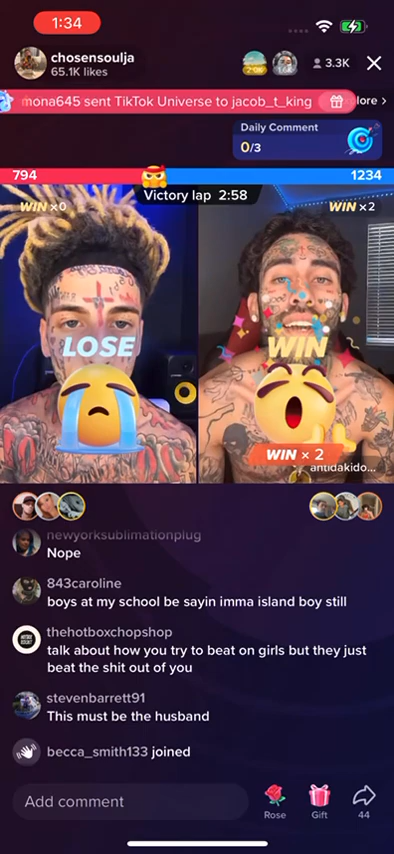 1:34
chosensoulja
65.1K likes
2:06
3.3K
mona645 sent TikTok Universe to jacob_t_king
lore >
Daily Comment
0/3
794
1234
Victory lap 2:58
WIN x0
WIN x2
LOSE
WIN
WIN × 2
antidakido...
newyorksublimationplug
Nope
843caroline
boys at my school be sayin imma island boy still
thehotboxchopshop
talk about how you try to beat on girls but they just
beat the shit out of you
stevenbarrett91
This must be the husband
becca_smith133 joined
Add comment
Rose
Gift
44